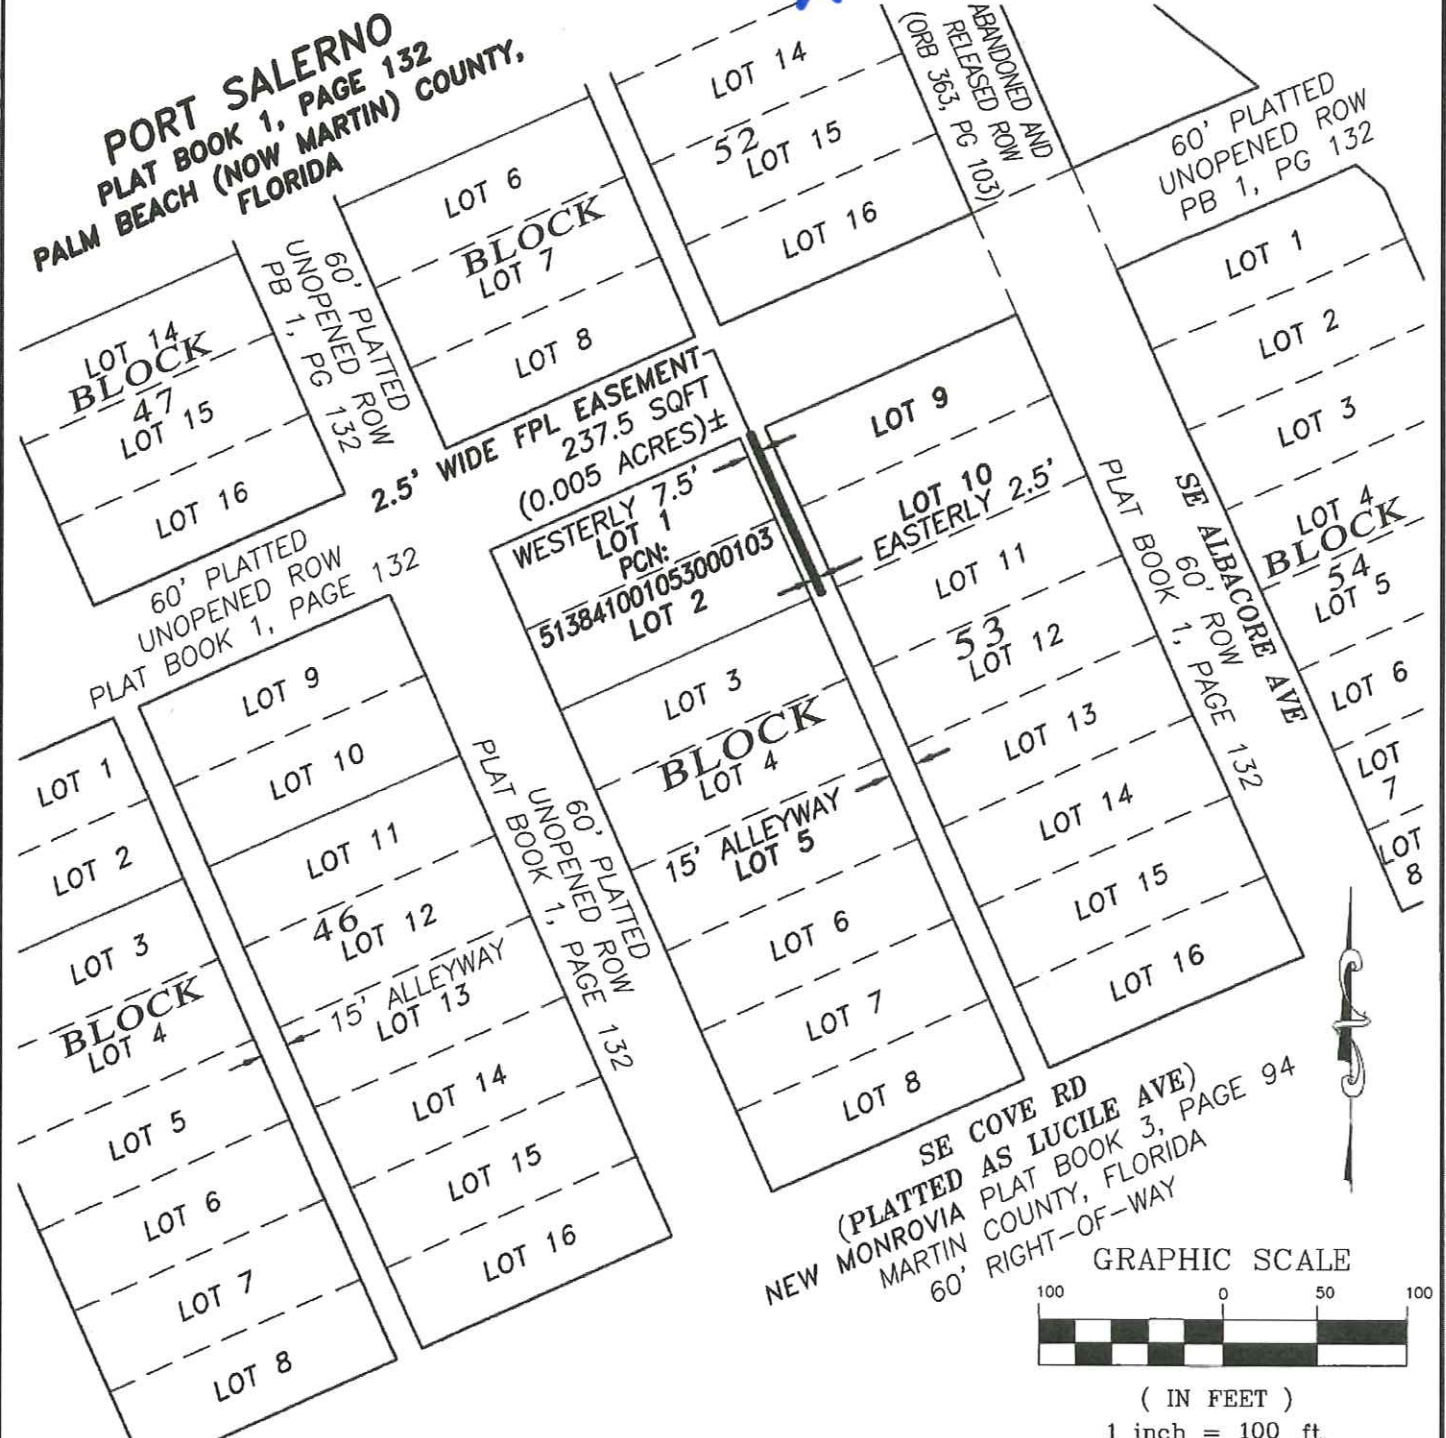 PORT SALERNO
PLAT BOOK 1, PAGE 132
PALM BEACH (NOW MARTIN) COUNTY,
FLORIDA
LOT 14
BLOCK
47
LOT 15
LOT 16
60' PLATTED
UNOPENED ROW
PB 1, PG 132
LOT 6
BLOCK
LOT 7
LOT 8
LOT 14
52
LOT 15
LOT 16
ABANDONED AND
RELEASED ROW
(ORB 363, PG 103)
60' PLATTED
UNOPENED ROW
PB 1, PG 132
LOT 1
LOT 2
LOT 3
LOT 4
BLOCK
54
LOT 5
LOT 6
LOT
7
LOT
8
2.5' WIDE FPL EASEMENT
237.5 SQFT
(0.005 ACRES)±
WESTERLY 7.5'
LOT 1
PCN:
513841001053000103
LOT 2
LOT 3
BLOCK
LOT 4
15' ALLEYWAY
LOT 5
LOT 6
LOT 7
LOT 8
LOT 9
LOT 10
EASTERLY 2.5'
LOT 11
53
LOT 12
LOT 13
LOT 14
LOT 15
LOT 16
SE ALBACORE AVE
60' ROW
PLAT BOOK 1, PAGE 132
60' PLATTED
UNOPENED ROW
PLAT BOOK 1, PAGE 132
LOT 9
LOT 10
LOT 11
46
LOT 12
15' ALLEYWAY
LOT 13
LOT 14
LOT 15
LOT 16
60' PLATTED
UNOPENED ROW
PLAT BOOK 1, PAGE 132
LOT 1
LOT 2
LOT 3
BLOCK
LOT 4
LOT 5
LOT 6
LOT 7
LOT 8
SE COVE RD
(PLATTED AS LUCILE AVE)
NEW MONROVIA PLAT BOOK 3, PAGE 94
MARTIN COUNTY, FLORIDA
60' RIGHT-OF-WAY
GRAPHIC SCALE
100 0 50 100
( IN FEET )
1 inch = 100 ft.